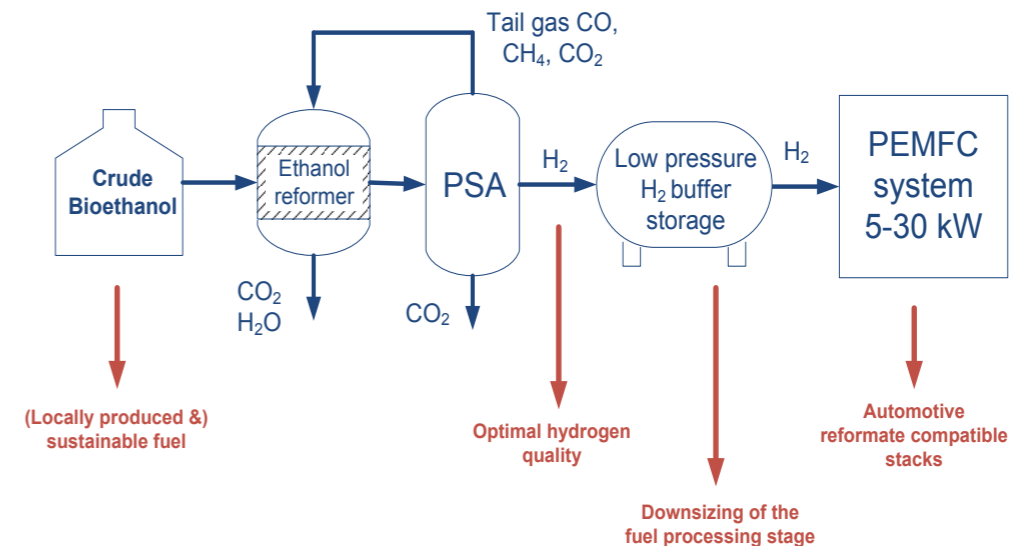 Tail gas CO,
CH₄, CO₂
Crude
Bioethanol
Ethanol
reformer
PSA
H₂
Low pressure
H₂ buffer
storage
H₂
PEMFC
system
5-30 kW
CO₂
H₂O
CO₂
(Locally produced &)
sustainable fuel
Optimal hydrogen
quality
Automotive
reformate compatible
stacks
Downsizing of the
fuel processing stage